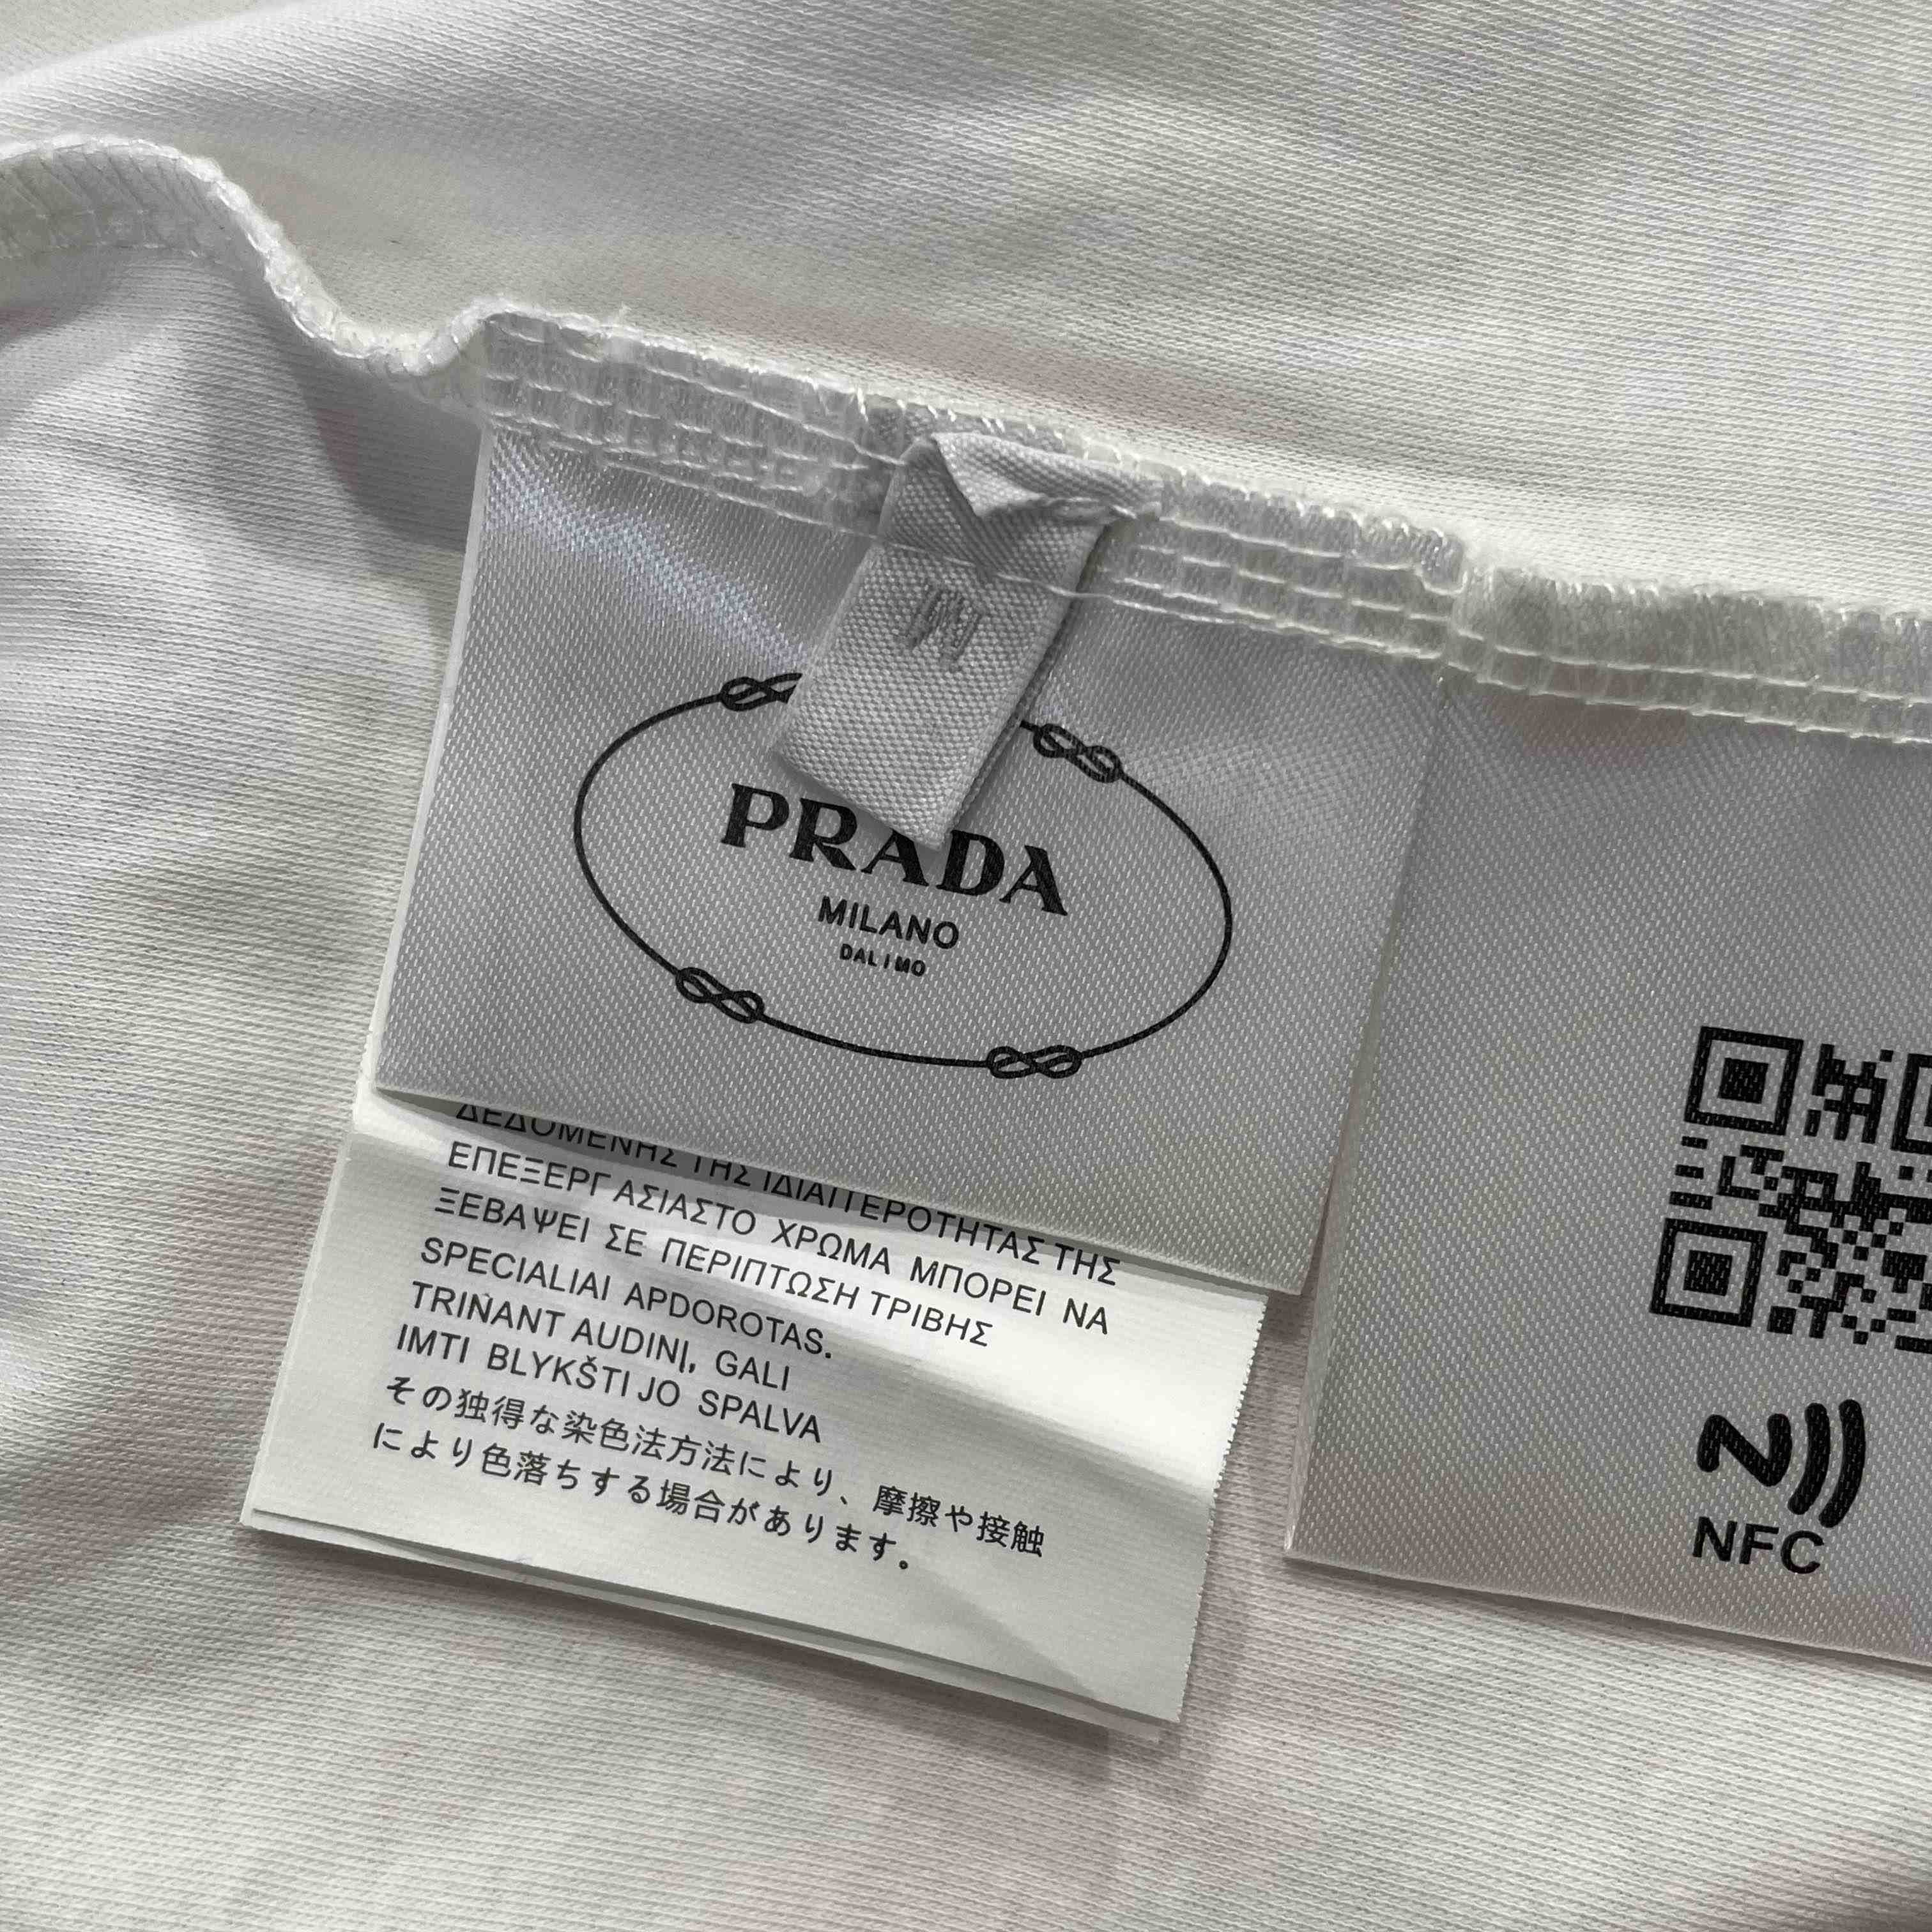 PRADA
MILANO
DALIMO
ΔΕΔΟΜΕΝΗΣ ΤΗΣ ΙΔΙΑΙΤΕΡΟΤΗΤΑΣ ΤΗΣ
ΕΠΕΞΕΡΓ ΑΣΙΑΣΤΟ ΧΡΩΜΑ ΜΠΟΡΕΙ ΝΑ
ΞΕΒΑΨΕΙ ΣΕ ΠΕΡΙΠΤΩΣΗ ΤΡΙΒΗΣ
SPECIALIAI APDOROTAS.
TRINANT AUDINĮ, GALI
IMTI BLYKŠTI JO SPALVA
その独得な染色法方法により、摩擦や接触
により色落ちする場合があります。
NFC